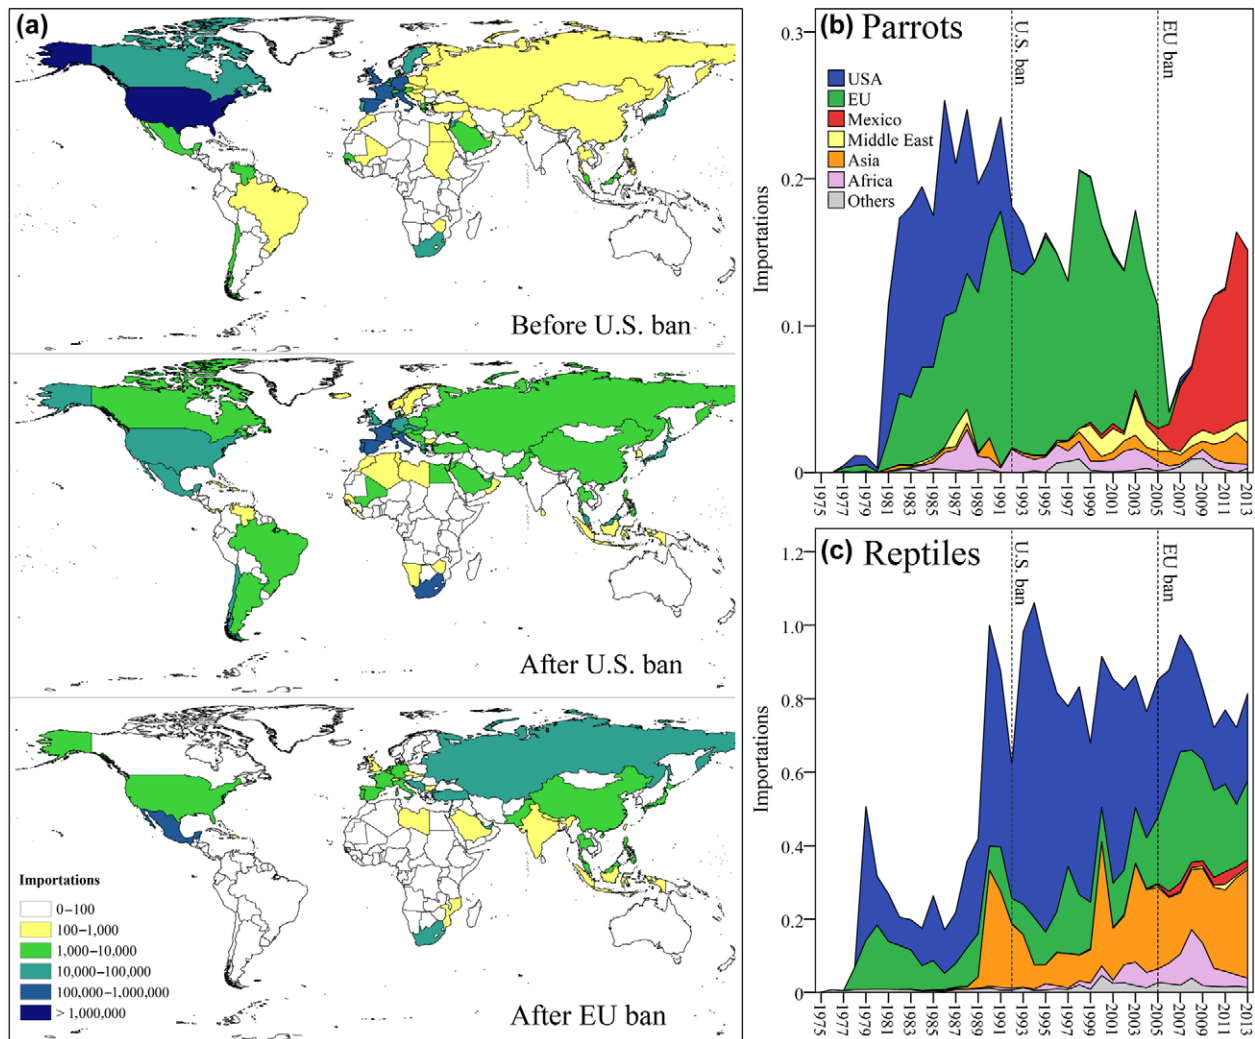 (a)
Before U.S. ban
After U.S. ban
After EU ban
Importations
0–100
100–1,000
1,000–10,000
10,000–100,000
100,000–1,000,000
> 1,000,000
(b) Parrots
U.S. ban
EU ban
USA
EU
Mexico
Middle East
Asia
Africa
Others
Importations
0.3
0.2
0.1
0
1975
1977
1979
1981
1983
1985
1987
1989
1991
1993
1995
1997
1999
2001
2003
2005
2007
2009
2011
2013
(c) Reptiles
U.S. ban
EU ban
Importations
1.2
1.0
0.8
0.6
0.4
0.2
0
1975
1977
1979
1981
1983
1985
1987
1989
1991
1993
1995
1997
1999
2001
2003
2005
2007
2009
2011
2013